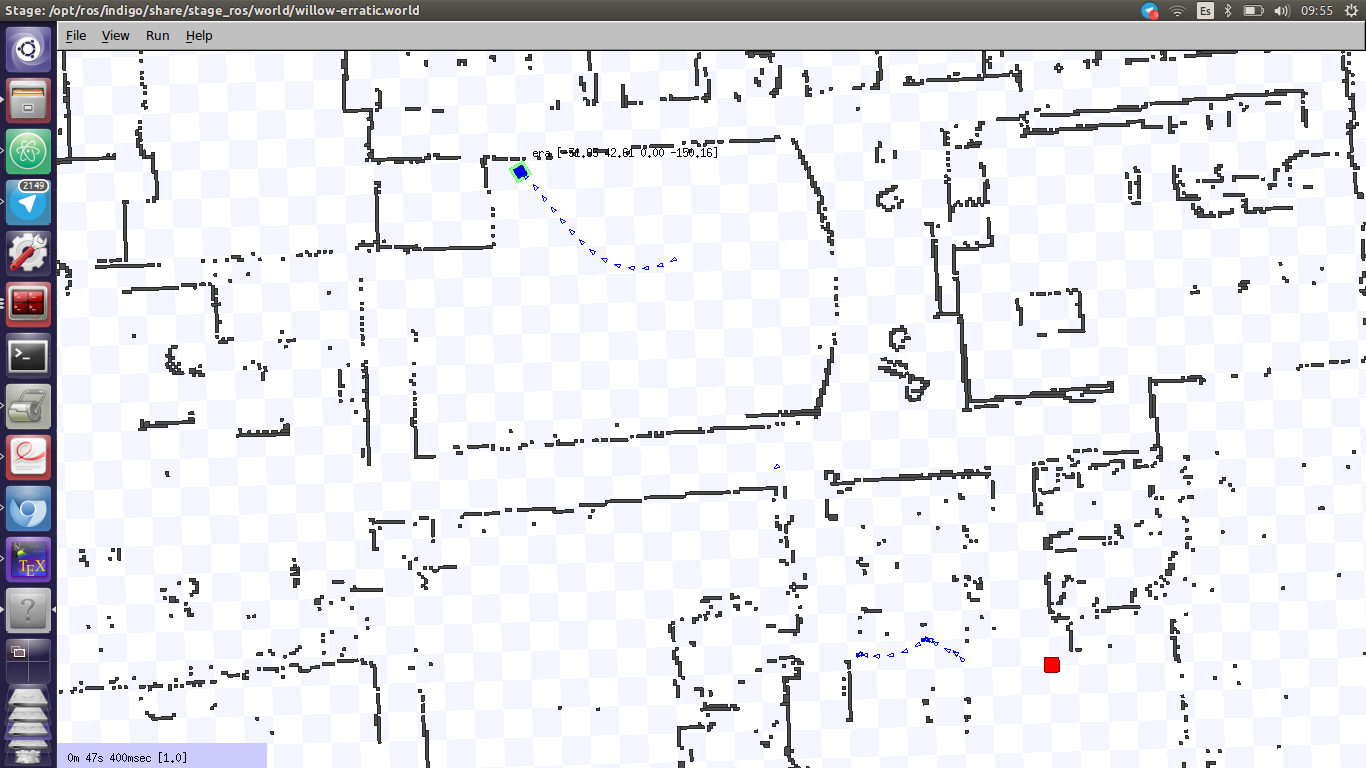 Stage: /opt/ros/indigo/share/stage_ros/world/willow-erratic.world
Es
09:55
File View Run Help
2149
TEX
0m 47s 400msec [1.0]